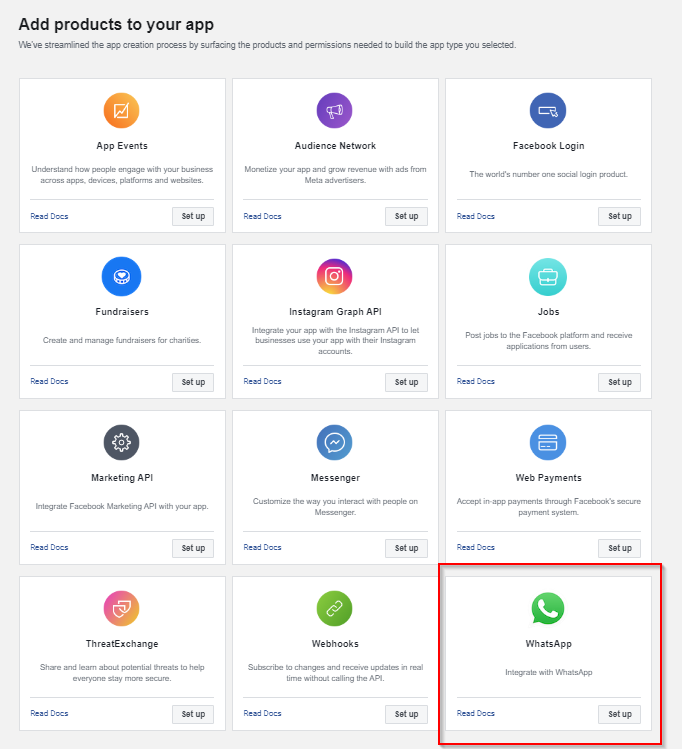 Add products to your app
We've streamlined the app creation process by surfacing the products and permissions needed to build the app type you selected.
App Events
Understand how people engage with your business
across apps, devices, platforms and websites.
Read Docs
Set up
Audience Network
Monetize your app and grow revenue with ads from
Meta advertisers.
Read Docs
Set up
Facebook Login
The world's number one social login product.
Read Docs
Set up
Fundraisers
Create and manage fundraisers for charities.
Read Docs
Set up
Instagram Graph API
Integrate your app with the Instagram API to let
businesses use your app with their Instagram
accounts.
Read Docs
Set up
Jobs
Post jobs to the Facebook platform and receive
applications from users.
Read Docs
Set up
Marketing API
Integrate Facebook Marketing API with your app.
Read Docs
Set up
Messenger
Customize the way you interact with people on
Messenger.
Read Docs
Set up
Web Payments
Accept in-app payments through Facebook's secure
payment system.
Read Docs
Set up
ThreatExchange
Share and learn about potential threats to help
everyone stay more secure.
Read Docs
Set up
Webhooks
Subscribe to changes and receive updates in real
time without calling the API.
Read Docs
Set up
WhatsApp
Integrate with WhatsApp
Read Docs
Set up